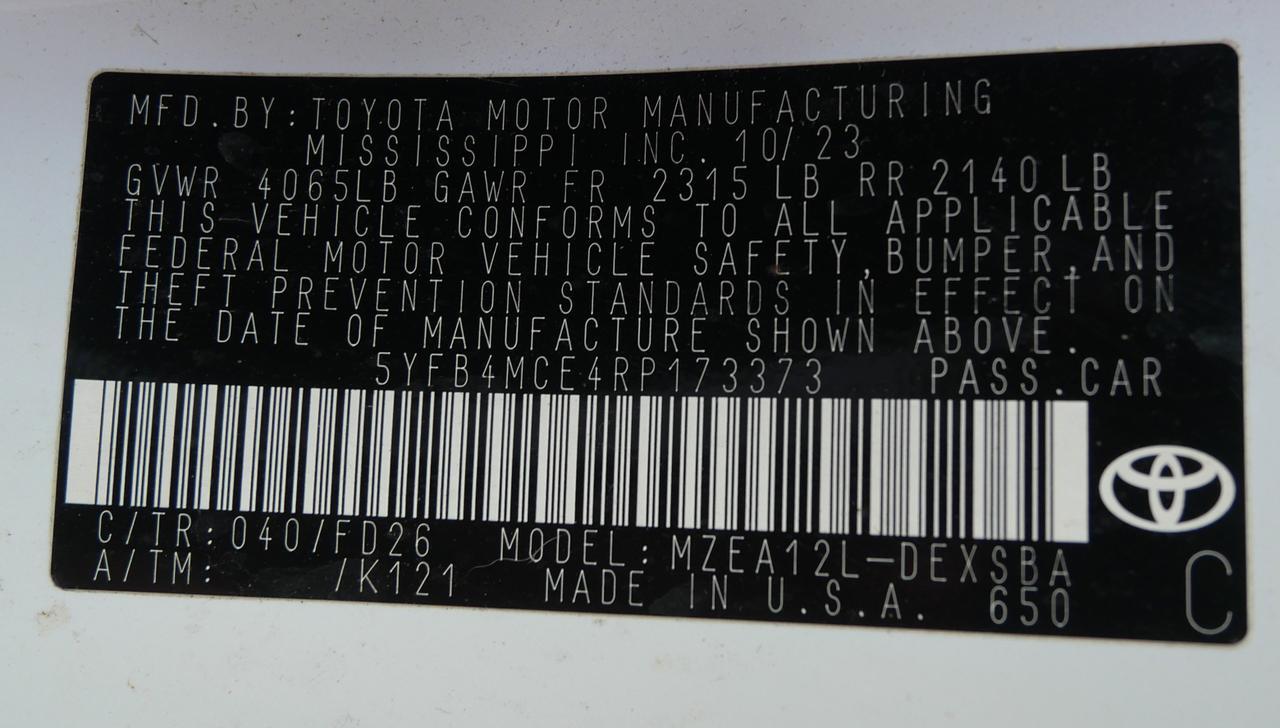 MFD.BY:TOYOTA MOTOR MANUFACTURING
MISSISSIPPI INC. 10/23
GVWR 4065LB GAWR FR 2315 LB RR 2140 LB
THIS VEHICLE CONFORMS TO ALL APPLICABLE
FEDERAL MOTOR VEHICLE SAFETY,BUMPER,AND
THEFT PREVENTION STANDARDS IN EFFECT ON
THE DATE OF MANUFACTURE SHOWN ABOVE.
5YFB4MCE4RP173373 PASS.CAR
C/TR:040/FD26 MODEL:MZEA12L-DEXSBA
A/TM: /K121 MADE IN U.S.A. 650
C